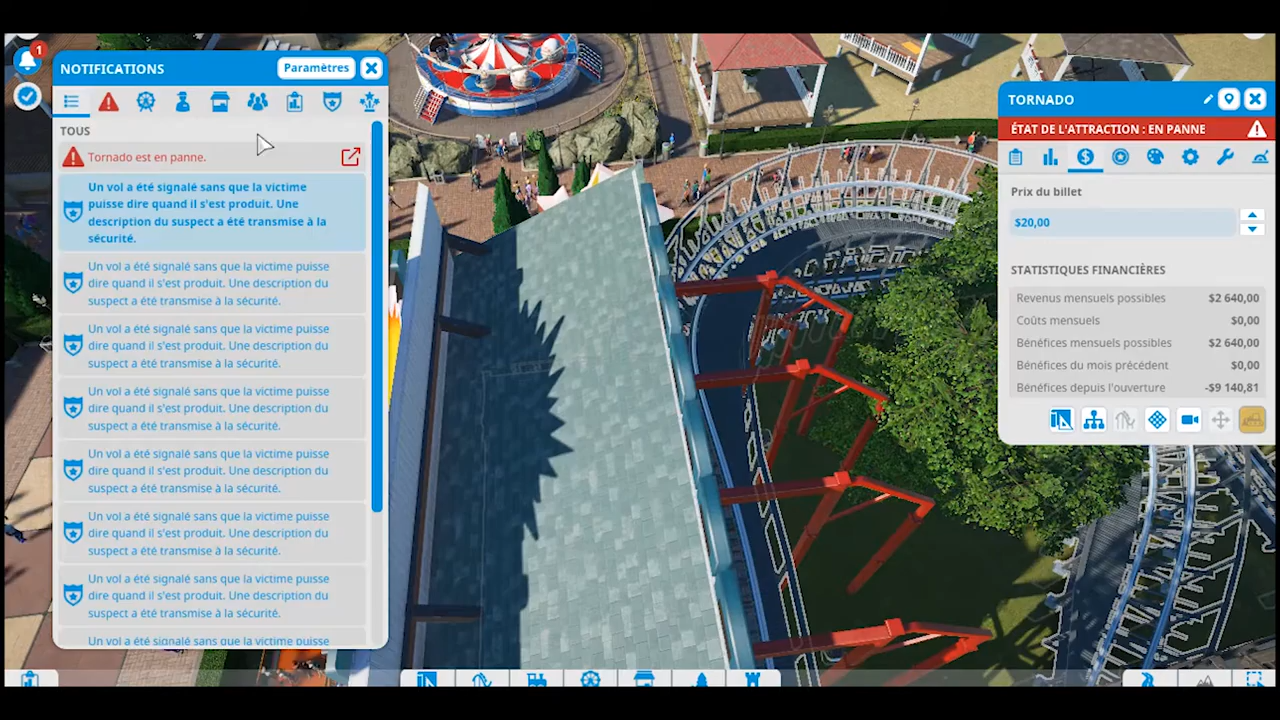 1
NOTIFICATIONS
Paramètres
TOUS
Tornado est en panne.
Un vol a été signalé sans que la victime
puisse dire quand il s'est produit. Une
description du suspect a été transmise à la
sécurité.
Un vol a été signalé sans que la victime puisse
dire quand il s'est produit. Une description du
suspect a été transmise à la sécurité.
Un vol a été signalé sans que la victime puisse
dire quand il s'est produit. Une description du
suspect a été transmise à la sécurité.
Un vol a été signalé sans que la victime puisse
dire quand il s'est produit. Une description du
suspect a été transmise à la sécurité.
Un vol a été signalé sans que la victime puisse
dire quand il s'est produit. Une description du
suspect a été transmise à la sécurité.
Un vol a été signalé sans que la victime puisse
dire quand il s'est produit. Une description du
suspect a été transmise à la sécurité.
Un vol a été signalé sans que la victime puisse
dire quand il s'est produit. Une description du
suspect a été transmise à la sécurité.
Un vol a été signalé sans que la victime puisse
TORNADO
ÉTAT DE L'ATTRACTION : EN PANNE
Prix du billet
$20,00
STATISTIQUES FINANCIÈRES
Revenus mensuels possibles $2 640,00
Coûts mensuels $0,00
Bénéfices mensuels possibles $2 640,00
Bénéfices du mois précédent $0,00
Bénéfices depuis l'ouverture -$9 140,81